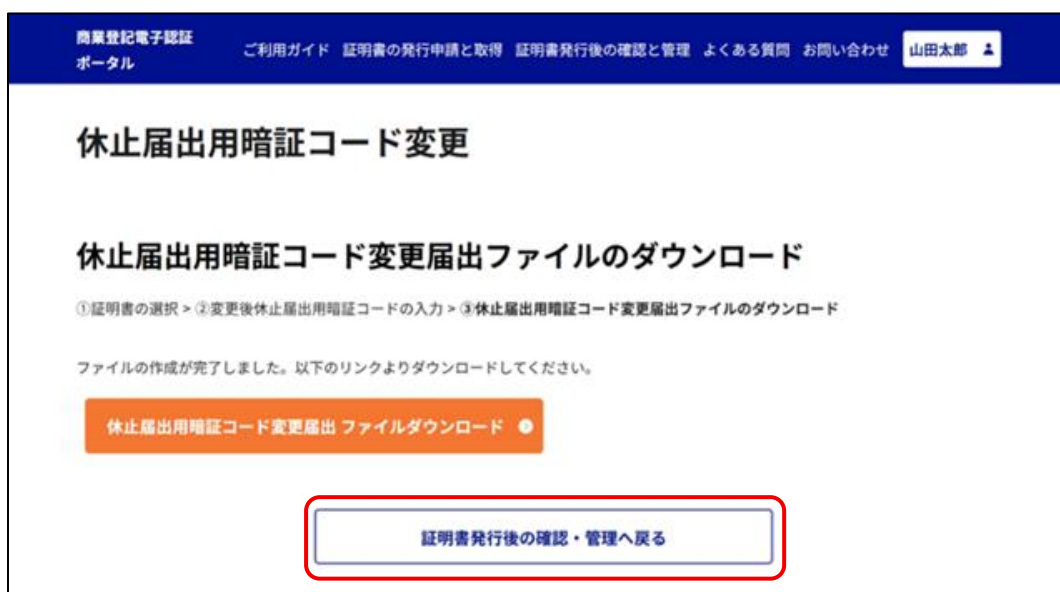 商業登記電子認証
ポータル
ご利用ガイド 証明書の発行申請と取得 証明書発行後の確認と管理 よくある質問 お問い合わせ 山田太郎
休止届出用暗証コード変更
休止届出用暗証コード変更届出ファイルのダウンロード
①証明書の選択 > ②変更後休止届出用暗証コードの入力 > ③休止届出用暗証コード変更届出ファイルのダウンロード
ファイルの作成が完了しました。以下のリンクよりダウンロードしてください。
休止届出用暗証コード変更届出 ファイルダウンロード
証明書発行後の確認・管理へ戻る